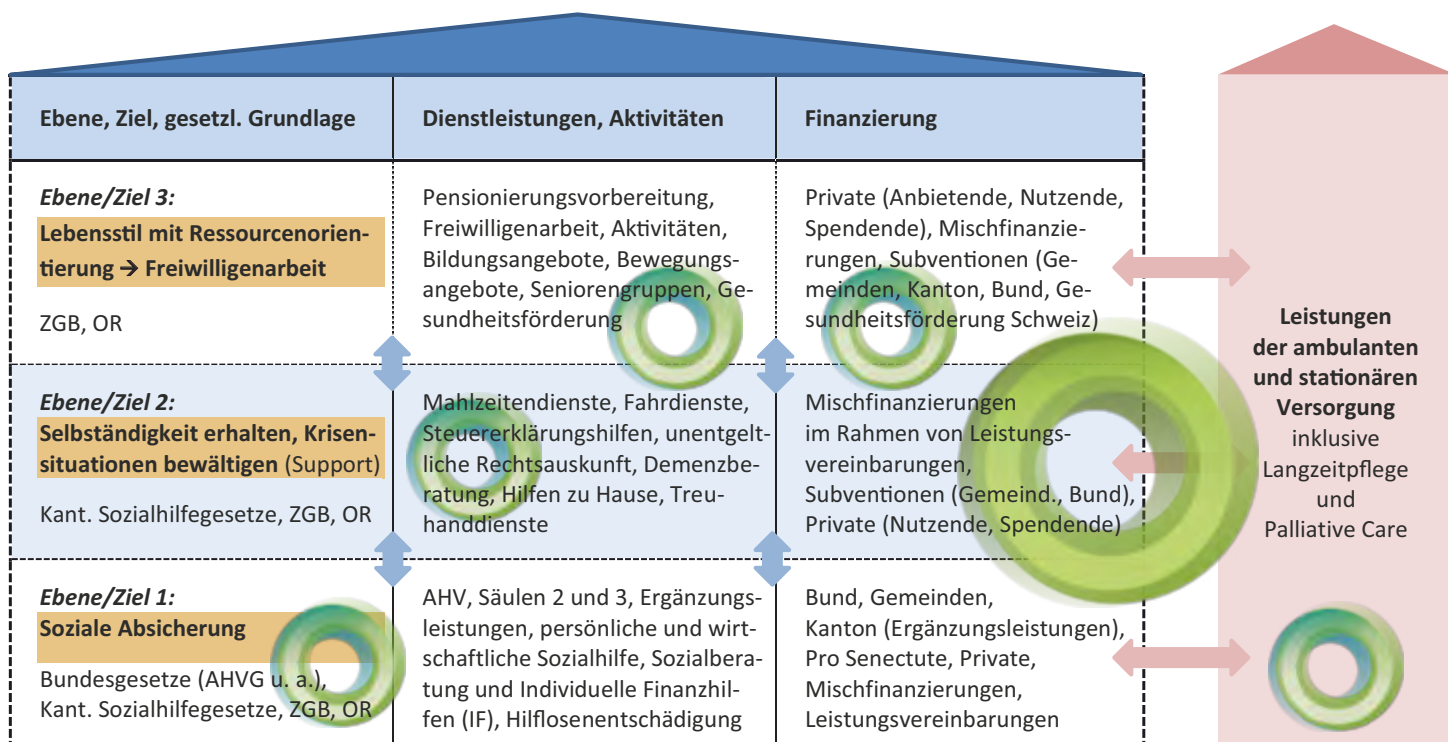 Ebene, Ziel, gesetzl. Grundlage
Dienstleistungen, Aktivitäten
Finanzierung
Ebene/Ziel 3:
Lebensstil mit Ressourcenorien-
tierung → Freiwilligenarbeit
ZGB, OR
Pensionierungsvorbereitung,
Freiwilligenarbeit, Aktivitäten,
Bildungsangebote, Bewegungs-
angebote, Seniorengruppen, Ge-
sundheitsförderung
Private (Anbietende, Nutzende,
Spendende), Mischfinanzie-
rungen, Subventionen (Ge-
meinden, Kanton, Bund, Ge-
sundheitsförderung Schweiz)
Ebene/Ziel 2:
Selbständigkeit erhalten, Krisen-
situationen bewältigen (Support)
Kant. Sozialhilfegesetze, ZGB, OR
Mahlzeitendienste, Fahrdienste,
Steuererklärungshilfen, unentgelt-
liche Rechtsauskunft, Demenzbe-
ratung, Hilfen zu Hause, Treu-
handdienste
Mischfinanzierungen
im Rahmen von Leistungs-
vereinbarungen,
Subventionen (Gemeind., Bund),
Private (Nutzende, Spendende)
Ebene/Ziel 1:
Soziale Absicherung
Bundesgesetze (AHVG u. a.),
Kant. Sozialhilfegesetze, ZGB, OR
AHV, Säulen 2 und 3, Ergänzungs-
leistungen, persönliche und wirt-
schaftliche Sozialhilfe, Sozialbera-
tung und Individuelle Finanzhil-
fen (IF), Hilflosenentschädigung
Bund, Gemeinden,
Kanton (Ergänzungsleistungen),
Pro Senectute, Private,
Mischfinanzierungen,
Leistungsvereinbarungen
Leistungen
der ambulanten
und stationären
Versorgung
inklusive
Langzeitpflege
und
Palliative Care